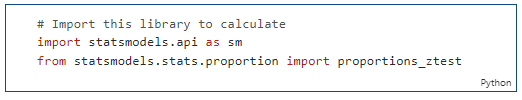 # Import this library to calculate
import statsmodels.api as sm
from statsmodels.stats.proportion import proportions_ztest
Python